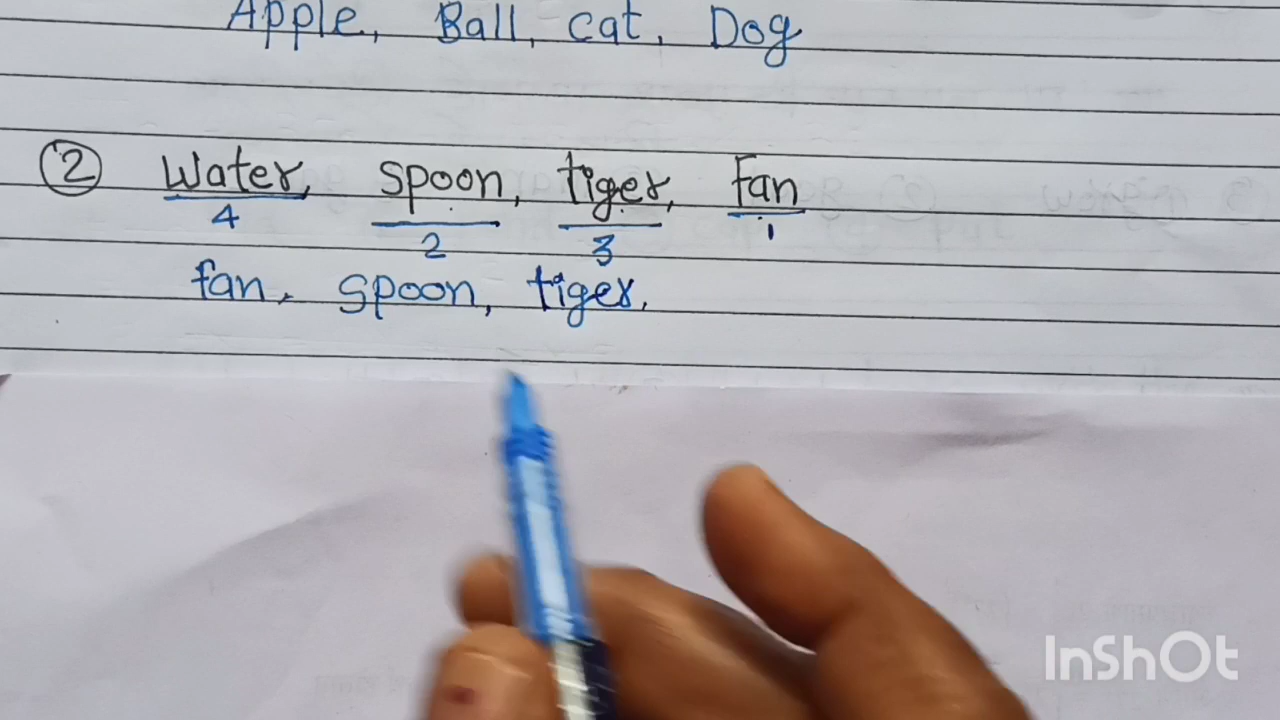 Apple, Ball, cat, Dog
② Water, spoon, tiger, Fan
4 2 3 1
fan, spoon, tiger,
InShOt